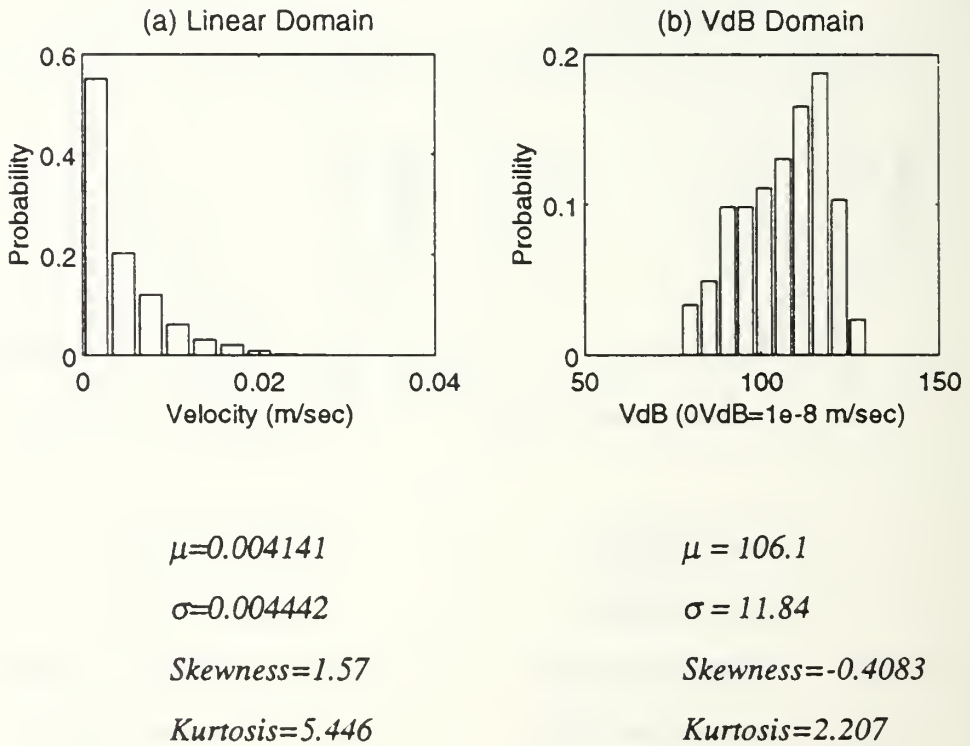 (a) Linear Domain
0.6
0.4
0.2
0
Probability
0
0.02
0.04
Velocity (m/sec)
(b) VdB Domain
0.2
0.1
0
Probability
50
100
150
VdB (0VdB=1e-8 m/sec)
μ=0.004141
σ=0.004442
Skewness=1.57
Kurtosis=5.446
μ = 106.1
σ = 11.84
Skewness=-0.4083
Kurtosis=2.207